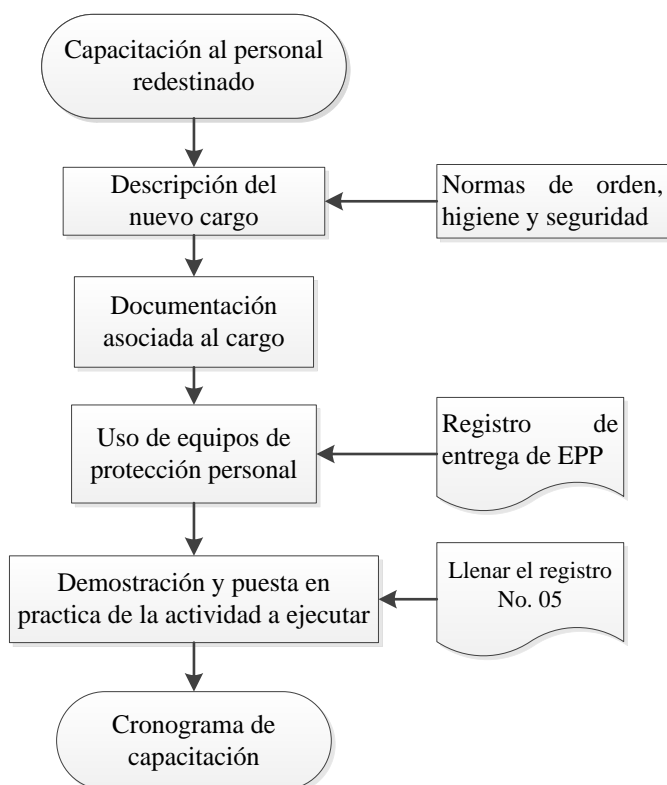 Capacitación al personal
redestinado
Descripción del
nuevo cargo
Normas de orden,
higiene y seguridad
Documentación
asociada al cargo
Uso de equipos de
protección personal
Registro de
entrega de EPP
Demostración y puesta en
practica de la actividad a ejecutar
Llenar el registro
No. 05
Cronograma de
capacitación